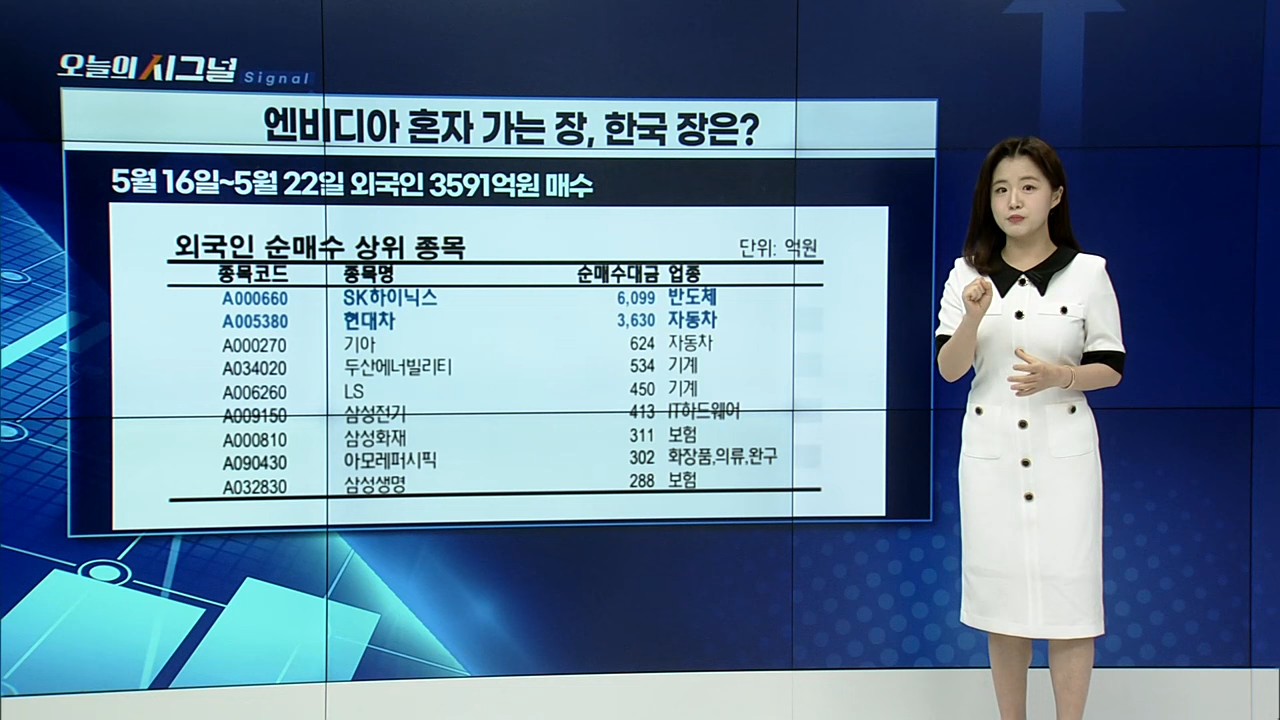 오늘의 시그널 Signal
엔비디아 혼자 가는 장, 한국 장은?
5월 16일~5월 22일 외국인 3591억원 매수
외국인 순매수 상위 종목 단위: 억원
종목코드 종목명 순매수대금 업종
A000660 SK하이닉스 6,099 반도체
A005380 현대차 3,630 자동차
A000270 기아 624 자동차
A034020 두산에너빌리티 534 기계
A006260 LS 450 기계
A009150 삼성전기 413 IT하드웨어
A000810 삼성화재 311 보험
A090430 아모레퍼시픽 302 화장품,의류,완구
A032830 삼성생명 288 보험